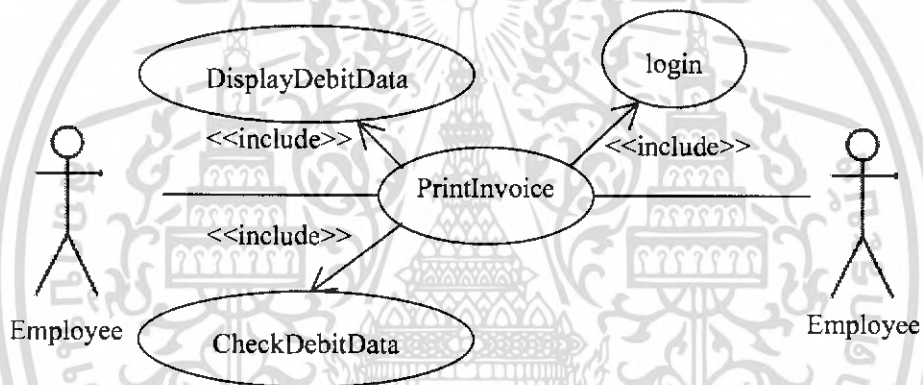 DisplayDebitData
login
<<include>>
<<include>>
PrintInvoice
<<include>>
Employee
Employee
CheckDebitData